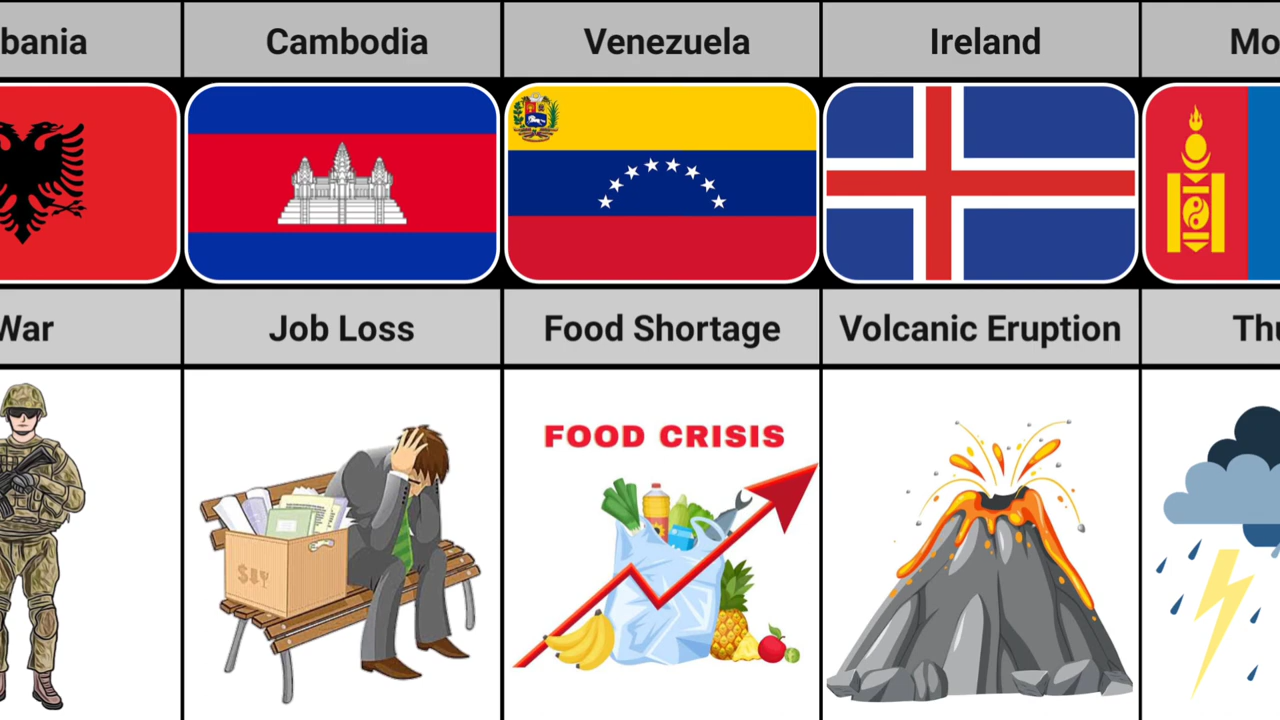 bania
Cambodia
Venezuela
Ireland
Mo
War
Job Loss
Food Shortage
Volcanic Eruption
Thu
FOOD CRISIS